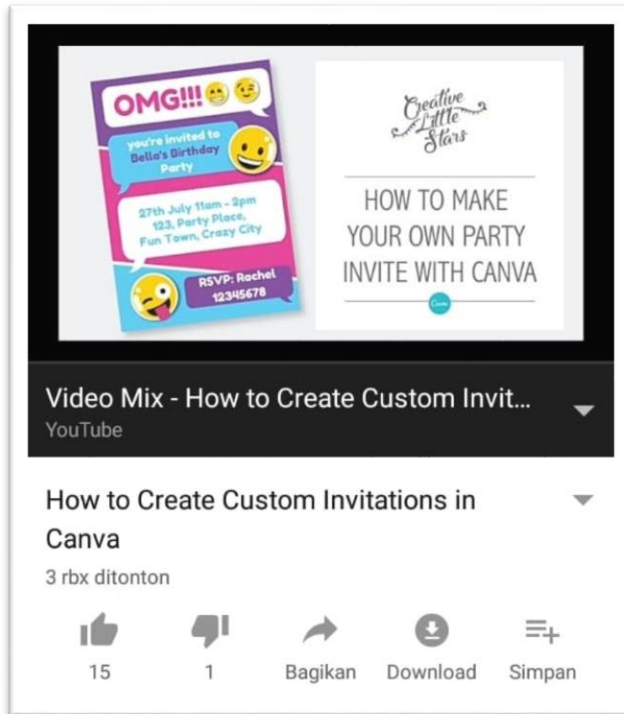 OMG!!!
you're invited to
Bella's Birthday
Party
27th July 11am - 2pm
123, Party Place,
Fun Town, Crazy City
RSVP: Rachel
12345678
Creative
Little
Stars
HOW TO MAKE
YOUR OWN PARTY
INVITE WITH CANVA
Canva
Video Mix - How to Create Custom Invit...
YouTube
How to Create Custom Invitations in
Canva
3 rbx ditonton
15
1
Bagikan
Download
Simpan